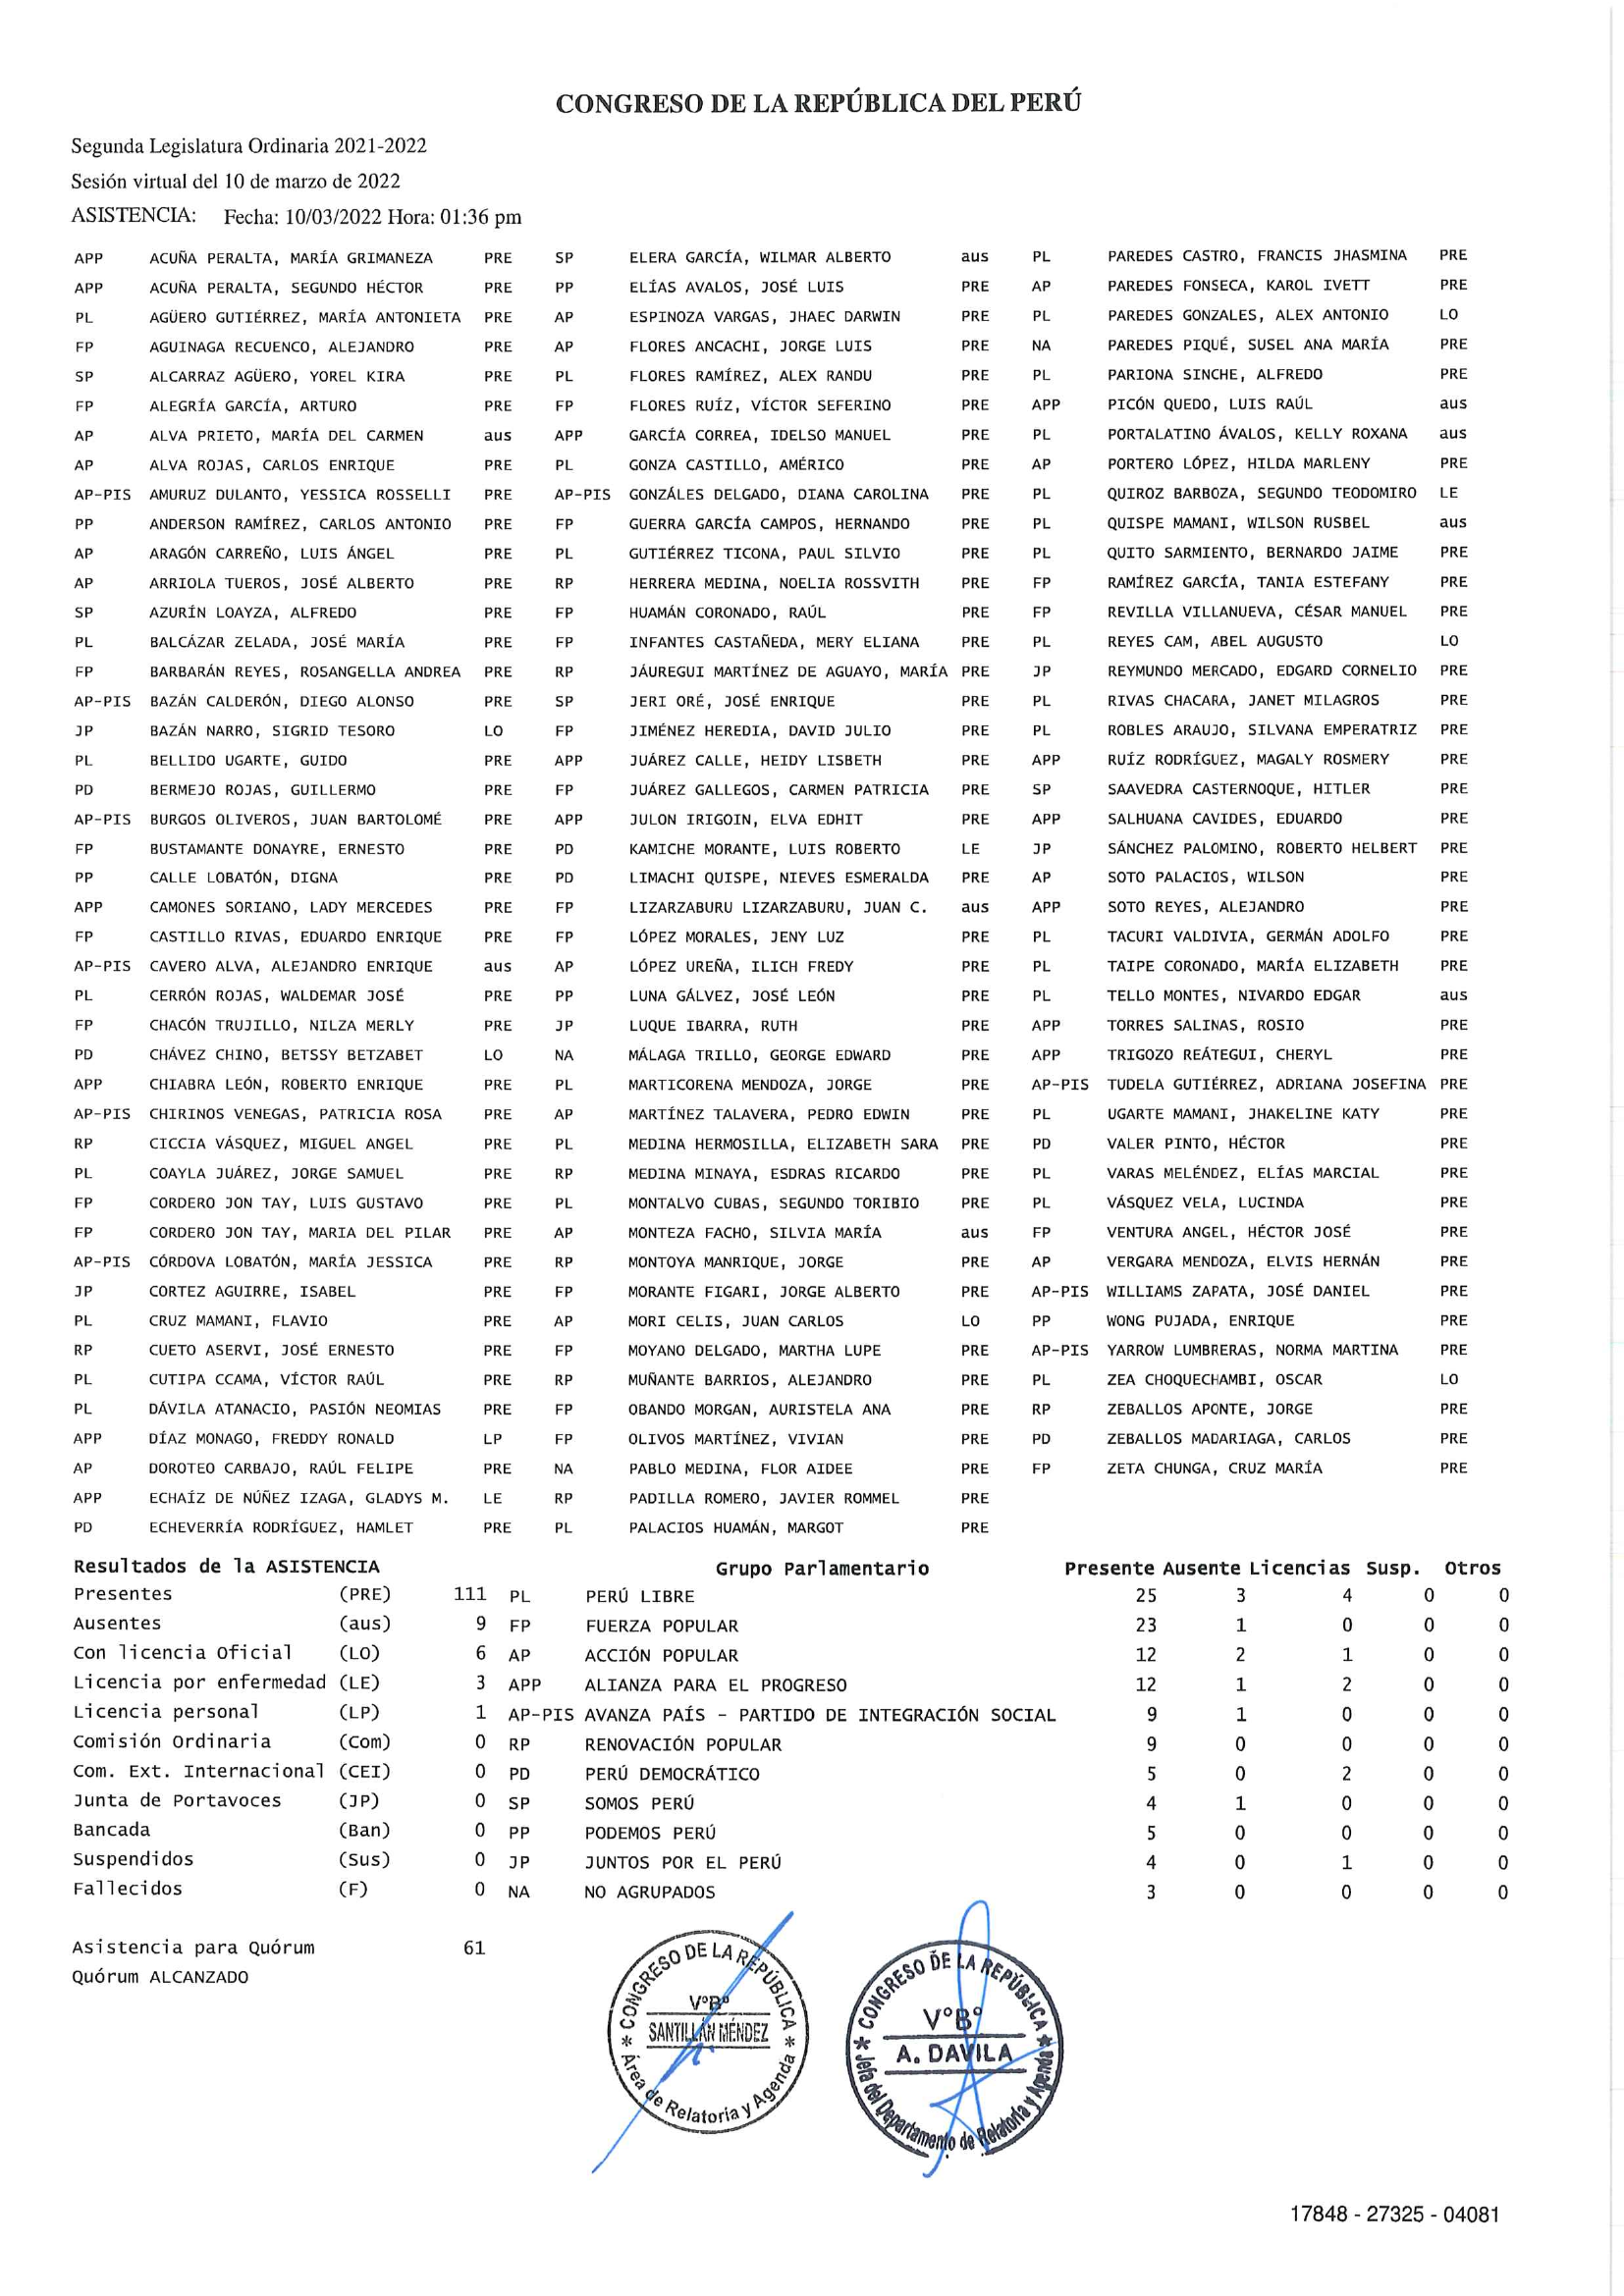 CONGRESO DE LA REPÚBLICA DEL PERÚ
Segunda Legislatura Ordinaria 2021-2022
Sesión virtual del 10 de marzo de 2022
ASISTENCIA: Fecha: 10/03/2022 Hora: 01:36 pm
APP ACUÑA PERALTA, MARÍA GRIMANEZA PRE SP ELERA GARCÍA, WILMAR ALBERTO aus PL PAREDES CASTRO, FRANCIS JHASMINA PRE
APP ACUÑA PERALTA, SEGUNDO HÉCTOR PRE PP ELÍAS AVALOS, JOSÉ LUIS PRE AP PAREDES FONSECA, KAROL IVETT PRE
PL AGÜERO GUTIÉRREZ, MARÍA ANTONIETA PRE AP ESPINOZA VARGAS, JHAEC DARWIN PRE PL PAREDES GONZALES, ALEX ANTONIO LO
FP AGUINAGA RECUENCO, ALEJANDRO PRE AP FLORES ANCACHI, JORGE LUIS PRE NA PAREDES PIQUÉ, SUSEL ANA MARÍA PRE
SP ALCARRAZ AGÜERO, YOREL KIRA PRE PL FLORES RAMÍREZ, ALEX RANDU PRE PL PARIONA SINCHE, ALFREDO PRE
FP ALEGRÍA GARCÍA, ARTURO PRE FP FLORES RUÍZ, VÍCTOR SEFERINO PRE APP PICÓN QUEDO, LUIS RAÚL aus
AP ALVA PRIETO, MARÍA DEL CARMEN aus APP GARCÍA CORREA, IDELSO MANUEL PRE PL PORTALATINO ÁVALOS, KELLY ROXANA aus
AP ALVA ROJAS, CARLOS ENRIQUE PRE PL GONZA CASTILLO, AMÉRICO PRE AP PORTERO LÓPEZ, HILDA MARLENY PRE
AP-PIS AMURUZ DULANTO, YESSICA ROSSELLI PRE AP-PIS GONZÁLES DELGADO, DIANA CAROLINA PRE PL QUIROZ BARBOZA, SEGUNDO TEODOMIRO LE
PP ANDERSON RAMÍREZ, CARLOS ANTONIO PRE FP GUERRA GARCÍA CAMPOS, HERNANDO PRE PL QUISPE MAMANI, WILSON RUSBEL aus
AP ARAGÓN CARREÑO, LUIS ÁNGEL PRE PL GUTIÉRREZ TICONA, PAUL SILVIO PRE PL QUITO SARMIENTO, BERNARDO JAIME PRE
AP ARRIOLA TUEROS, JOSÉ ALBERTO PRE RP HERRERA MEDINA, NOELIA ROSSVITH PRE FP RAMÍREZ GARCÍA, TANIA ESTEFANY PRE
SP AZURÍN LOAYZA, ALFREDO PRE FP HUAMÁN CORONADO, RAÚL PRE FP REVILLA VILLANUEVA, CÉSAR MANUEL PRE
PL BALCÁZAR ZELADA, JOSÉ MARÍA PRE FP INFANTES CASTAÑEDA, MERY ELIANA PRE PL REYES CAM, ABEL AUGUSTO LO
FP BARBARÁN REYES, ROSANGELLA ANDREA PRE RP JÁUREGUI MARTÍNEZ DE AGUAYO, MARÍA PRE JP REYMUNDO MERCADO, EDGARD CORNELIO PRE
AP-PIS BAZÁN CALDERÓN, DIEGO ALONSO PRE SP JERI ORÉ, JOSÉ ENRIQUE PRE PL RIVAS CHACARA, JANET MILAGROS PRE
JP BAZÁN NARRO, SIGRID TESORO LO FP JIMÉNEZ HEREDIA, DAVID JULIO PRE PL ROBLES ARAUJO, SILVANA EMPERATRIZ PRE
PL BELLIDO UGARTE, GUIDO PRE APP JUÁREZ CALLE, HEIDY LISBETH PRE APP RUÍZ RODRÍGUEZ, MAGALY ROSMERY PRE
PD BERMEJO ROJAS, GUILLERMO PRE FP JUÁREZ GALLEGOS, CARMEN PATRICIA PRE SP SAAVEDRA CASTERNOQUE, HITLER PRE
AP-PIS BURGOS OLIVEROS, JUAN BARTOLOMÉ PRE APP JULON IRIGOIN, ELVA EDHIT PRE APP SALHUANA CAVIDES, EDUARDO PRE
FP BUSTAMANTE DONAYRE, ERNESTO PRE PD KAMICHE MORANTE, LUIS ROBERTO LE JP SÁNCHEZ PALOMINO, ROBERTO HELBERT PRE
PP CALLE LOBATÓN, DIGNA PRE PD LIMACHI QUISPE, NIEVES ESMERALDA PRE AP SOTO PALACIOS, WILSON PRE
APP CAMONES SORIANO, LADY MERCEDES PRE FP LIZARZABURU LIZARZABURU, JUAN C. aus APP SOTO REYES, ALEJANDRO PRE
FP CASTILLO RIVAS, EDUARDO ENRIQUE PRE FP LÓPEZ MORALES, JENY LUZ PRE PL TACURI VALDIVIA, GERMÁN ADOLFO PRE
AP-PIS CAVERO ALVA, ALEJANDRO ENRIQUE aus AP LÓPEZ UREÑA, ILICH FREDY PRE PL TAIPE CORONADO, MARÍA ELIZABETH PRE
PL CERRÓN ROJAS, WALDEMAR JOSÉ PRE PP LUNA GÁLVEZ, JOSÉ LEÓN PRE PL TELLO MONTES, NIVARDO EDGAR aus
FP CHACÓN TRUJILLO, NILZA MERLY PRE JP LUQUE IBARRA, RUTH PRE APP TORRES SALINAS, ROSIO PRE
PD CHÁVEZ CHINO, BETSSY BETZABET LO NA MÁLAGA TRILLO, GEORGE EDWARD PRE APP TRIGOZO REÁTEGUI, CHERYL PRE
APP CHIABRA LEÓN, ROBERTO ENRIQUE PRE PL MARTICORENA MENDOZA, JORGE PRE AP-PIS TUDELA GUTIÉRREZ, ADRIANA JOSEFINA PRE
AP-PIS CHIRINOS VENEGAS, PATRICIA ROSA PRE AP MARTÍNEZ TALAVERA, PEDRO EDWIN PRE PL UGARTE MAMANI, JHAKELINE KATY PRE
RP CICCIA VÁSQUEZ, MIGUEL ANGEL PRE PL MEDINA HERMOSILLA, ELIZABETH SARA PRE PD VALER PINTO, HÉCTOR PRE
PL COAYLA JUÁREZ, JORGE SAMUEL PRE RP MEDINA MINAYA, ESDRAS RICARDO PRE PL VARAS MELÉNDEZ, ELÍAS MARCIAL PRE
FP CORDERO JON TAY, LUIS GUSTAVO PRE PL MONTALVO CUBAS, SEGUNDO TORIBIO PRE PL VÁSQUEZ VELA, LUCINDA PRE
FP CORDERO JON TAY, MARIA DEL PILAR PRE AP MONTEZA FACHO, SILVIA MARÍA aus FP VENTURA ANGEL, HÉCTOR JOSÉ PRE
AP-PIS CÓRDOVA LOBATÓN, MARÍA JESSICA PRE RP MONTOYA MANRIQUE, JORGE PRE AP VERGARA MENDOZA, ELVIS HERNÁN PRE
JP CORTEZ AGUIRRE, ISABEL PRE FP MORANTE FIGARI, JORGE ALBERTO PRE AP-PIS WILLIAMS ZAPATA, JOSÉ DANIEL PRE
PL CRUZ MAMANI, FLAVIO PRE AP MORI CELIS, JUAN CARLOS LO PP WONG PUJADA, ENRIQUE PRE
RP CUETO ASERVI, JOSÉ ERNESTO PRE FP MOYANO DELGADO, MARTHA LUPE PRE AP-PIS YARROW LUMBRERAS, NORMA MARTINA PRE
PL CUTIPA CCAMA, VÍCTOR RAÚL PRE RP MUÑANTE BARRIOS, ALEJANDRO PRE PL ZEA CHOQUECHAMBI, OSCAR LO
PL DÁVILA ATANACIO, PASIÓN NEOMIAS PRE FP OBANDO MORGAN, AURISTELA ANA PRE RP ZEBALLOS APONTE, JORGE PRE
APP DÍAZ MONAGO, FREDDY RONALD LP FP OLIVOS MARTÍNEZ, VIVIAN PRE PD ZEBALLOS MADARIAGA, CARLOS PRE
AP DOROTEO CARBAJO, RAÚL FELIPE PRE NA PABLO MEDINA, FLOR AIDEE PRE FP ZETA CHUNGA, CRUZ MARÍA PRE
APP ECHAÍZ DE NÚÑEZ IZAGA, GLADYS M. LE RP PADILLA ROMERO, JAVIER ROMMEL PRE
PD ECHEVERRÍA RODRÍGUEZ, HAMLET PRE PL PALACIOS HUAMÁN, MARGOT PRE
Resultados de la ASISTENCIA Grupo Parlamentario Presente Ausente Licencias Susp. Otros
Presentes (PRE) 111 PL PERÚ LIBRE 25 3 4 0 0
Ausentes (aus) 9 FP FUERZA POPULAR 23 1 0 0 0
Con licencia Oficial (LO) 6 AP ACCIÓN POPULAR 12 2 1 0 0
Licencia por enfermedad (LE) 3 APP ALIANZA PARA EL PROGRESO 12 1 2 0 0
Licencia personal (LP) 1 AP-PIS AVANZA PAÍS - PARTIDO DE INTEGRACIÓN SOCIAL 9 1 0 0 0
Comisión Ordinaria (Com) 0 RP RENOVACIÓN POPULAR 9 0 0 0 0
Com. Ext. Internacional (CEI) 0 PD PERÚ DEMOCRÁTICO 5 0 2 0 0
Junta de Portavoces (JP) 0 SP SOMOS PERÚ 4 1 0 0 0
Bancada (Ban) 0 PP PODEMOS PERÚ 5 0 0 0 0
Suspendidos (Sus) 0 JP JUNTOS POR EL PERÚ 4 0 1 0 0
Fallecidos (F) 0 NA NO AGRUPADOS 3 0 0 0 0
Asistencia para Quórum 61
Quórum ALCANZADO
* CONGRESO DE LA REPÚBLICA *
V°B°
SANTILLÁN MÉNDEZ
Área de Relatoría y Agenda
* CONGRESO DE LA REPÚBLICA *
V°B°
A. DAVILA
Jefa del Departamento de Relatoría y Agenda
17848 - 27325 - 04081